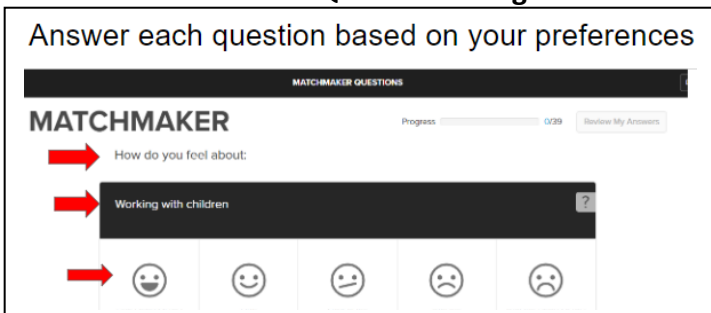 Answer each question based on your preferences
MATCHMAKER QUESTIONS
MATCHMAKER
Progress 0/39 Review My Answers
How do you feel about:
Working with children
?